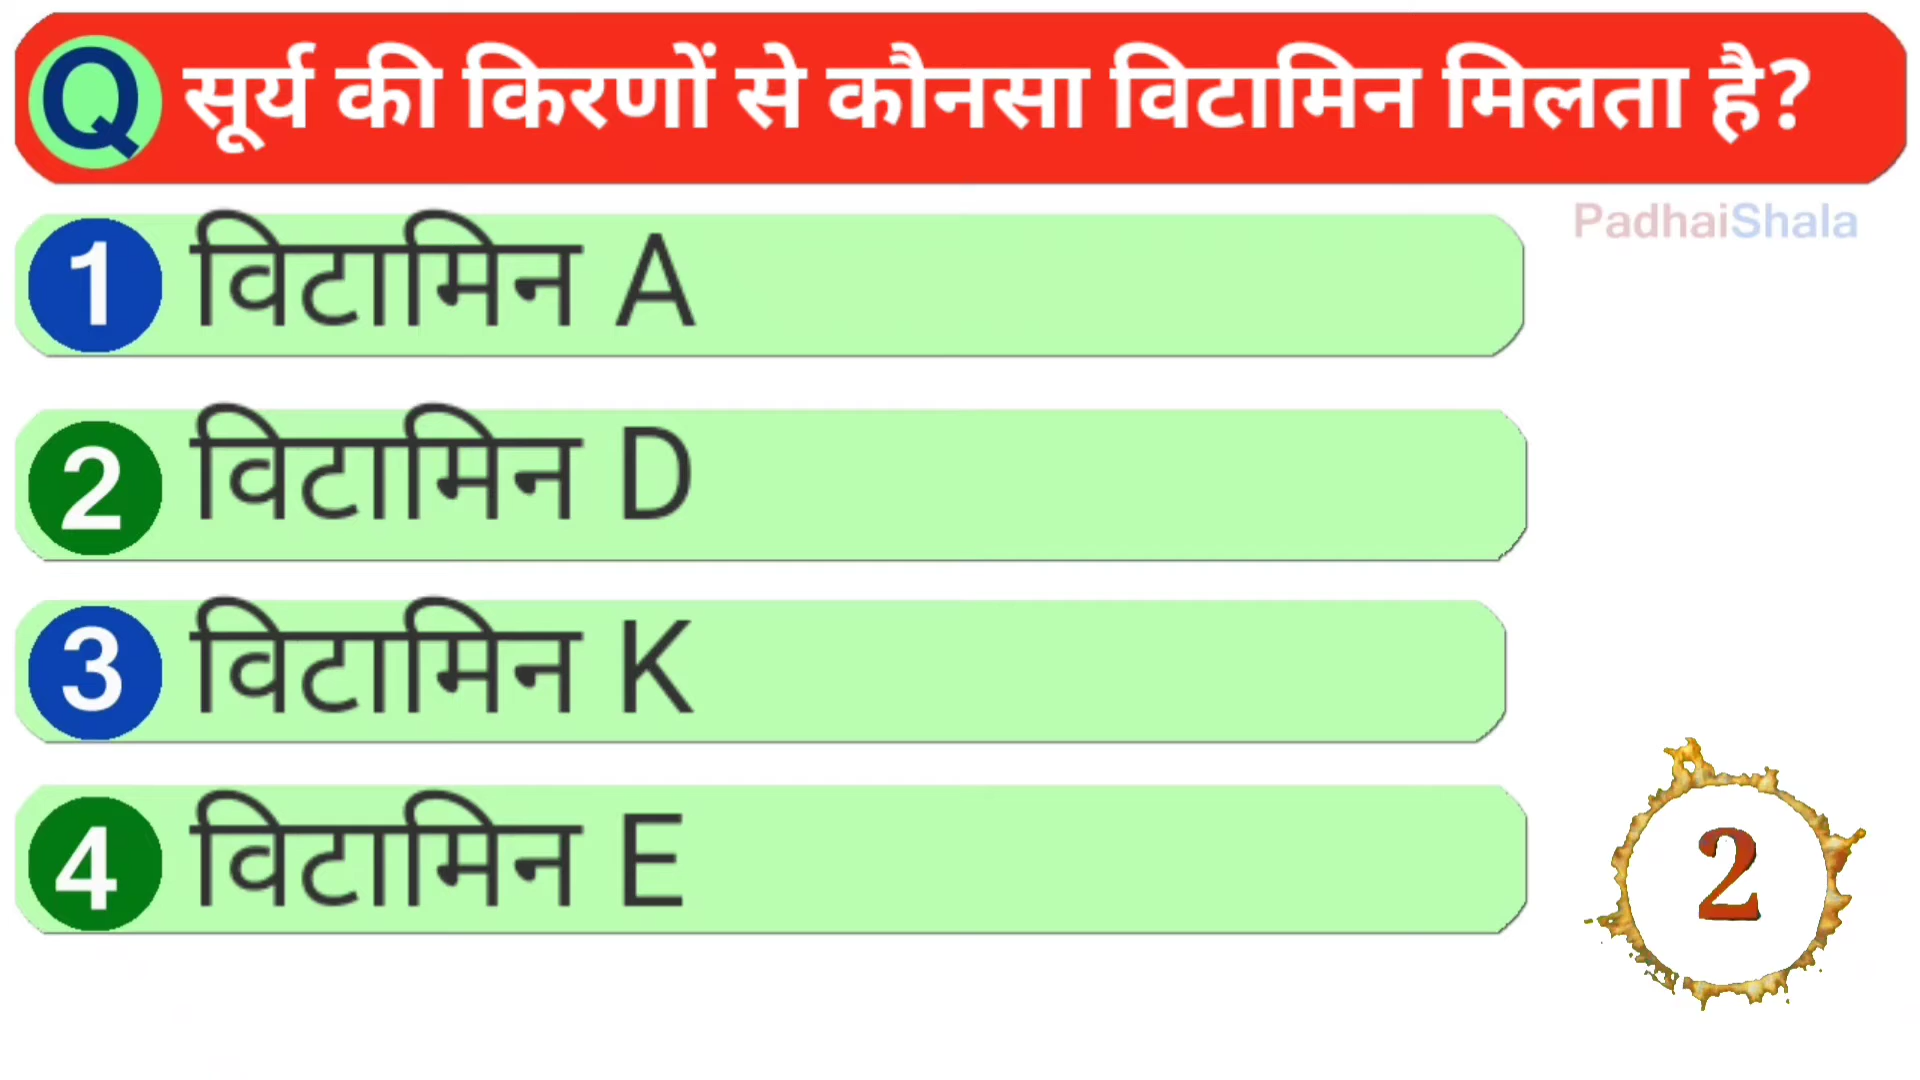 Q सूर्य की किरणों से कौनसा विटामिन मिलता है?
PadhaiShala
1 विटामिन A
2 विटामिन D
3 विटामिन K
4 विटामिन E
2